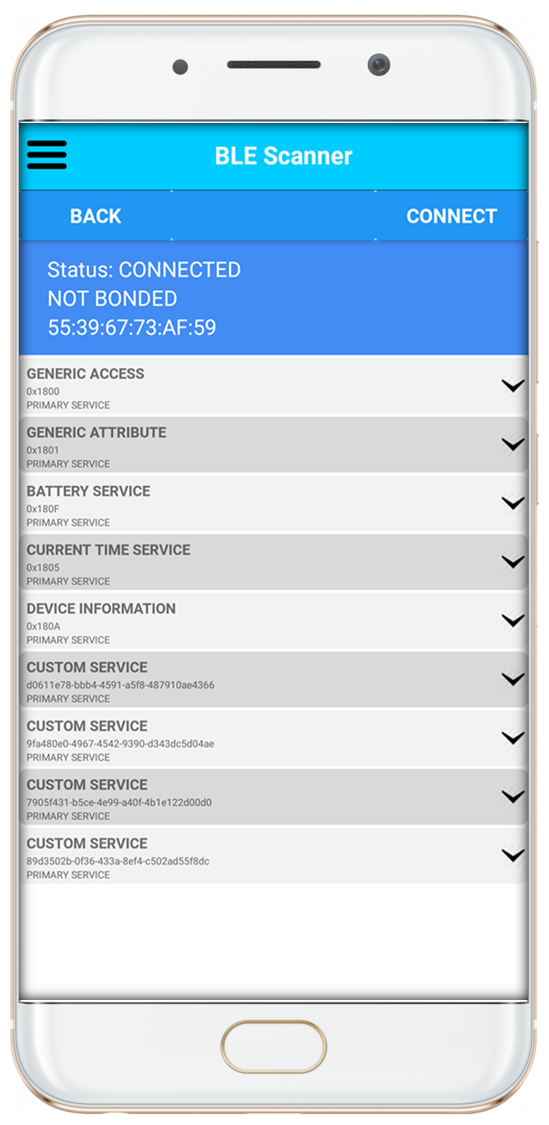 BLE Scanner
BACK CONNECT
Status: CONNECTED
NOT BONDED
55:39:67:73:AF:59
GENERIC ACCESS
0x1800
PRIMARY SERVICE
GENERIC ATTRIBUTE
0x1801
PRIMARY SERVICE
BATTERY SERVICE
0x180F
PRIMARY SERVICE
CURRENT TIME SERVICE
0x1805
PRIMARY SERVICE
DEVICE INFORMATION
0x180A
PRIMARY SERVICE
CUSTOM SERVICE
d0611e78-bbb4-4591-a5f8-487910ae4366
PRIMARY SERVICE
CUSTOM SERVICE
9fa480e0-4967-4542-9390-d343dc5d04ae
PRIMARY SERVICE
CUSTOM SERVICE
7905f431-b5ce-4e99-a40f-4b1e122d00d0
PRIMARY SERVICE
CUSTOM SERVICE
89d3502b-0f36-433a-8ef4-c502ad55f8dc
PRIMARY SERVICE